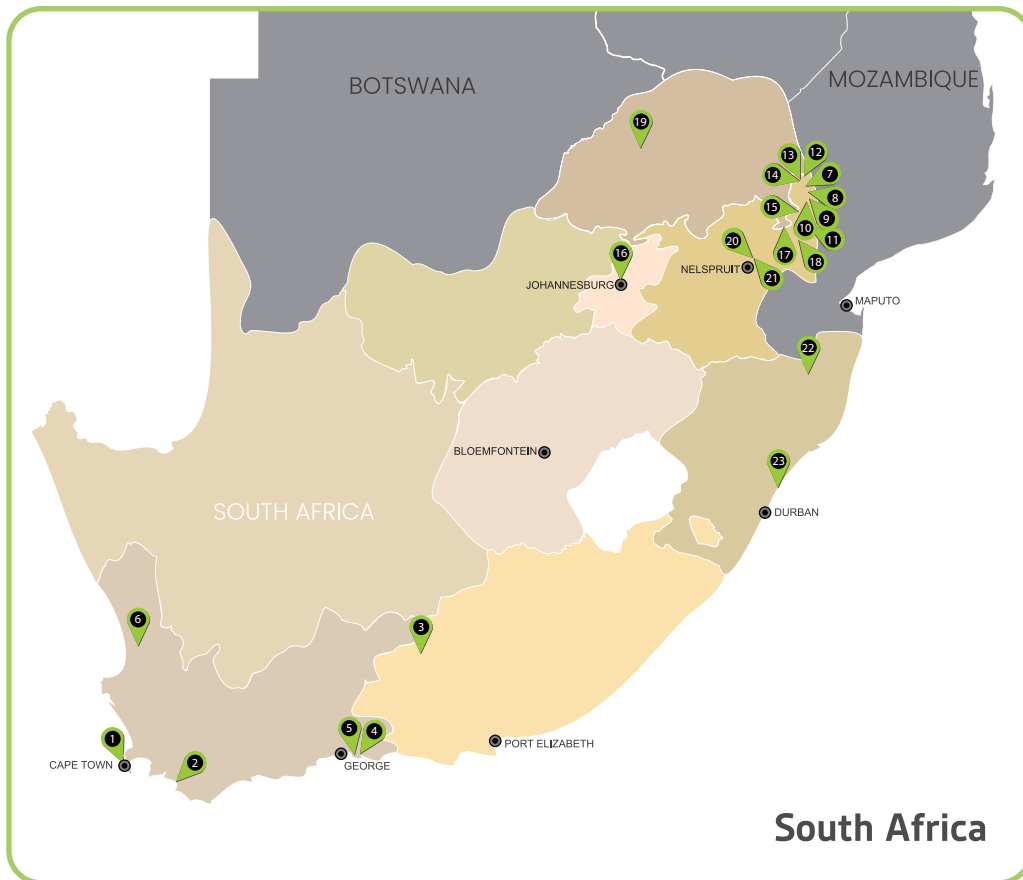 BOTSWANA
MOZAMBIQUE
19
13
12
14
7
8
15
9
10
11
20
17
18
16
NELSPRUIT
21
JOHANNESBURG
MAPUTO
22
BLOEMFONTEIN
23
SOUTH AFRICA
DURBAN
6
3
5
4
1
PORT ELIZABETH
2
CAPE TOWN
GEORGE
South Africa